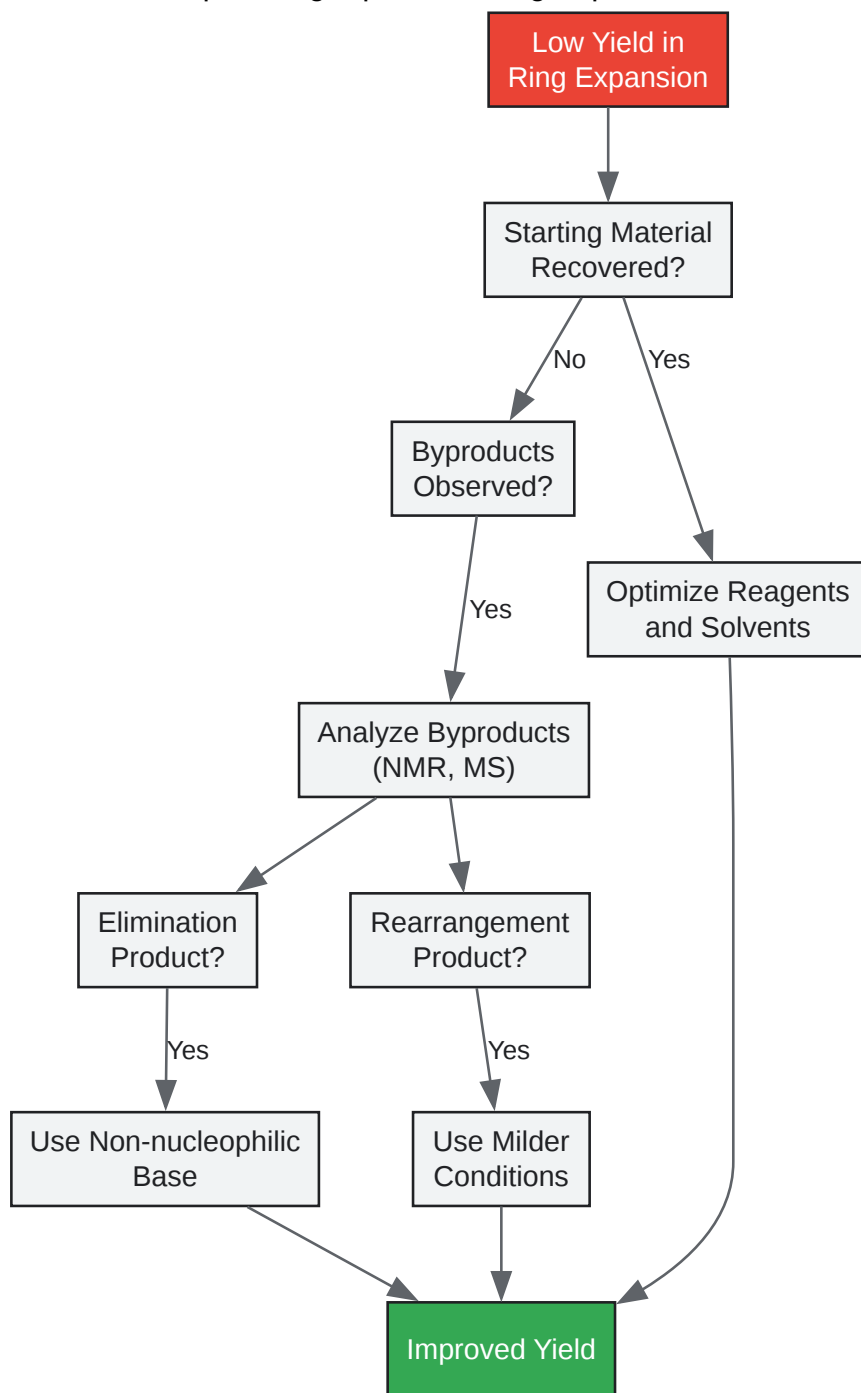 Low Yield in
Ring Expansion
Starting Material
Recovered?
No
Yes
Byproducts
Observed?
Optimize Reagents
and Solvents
Yes
Analyze Byproducts
(NMR, MS)
Elimination
Product?
Rearrangement
Product?
Yes
Yes
Use Non-nucleophilic
Base
Use Milder
Conditions
Improved Yield